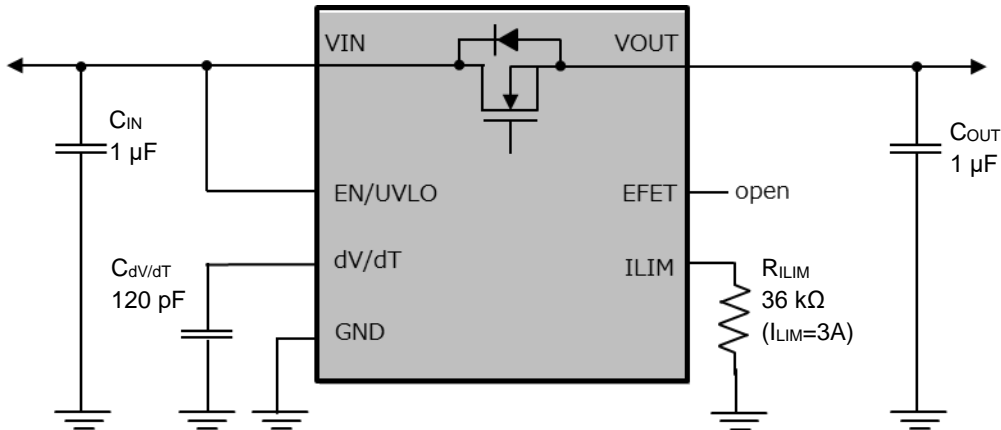 VIN
VOUT
CIN
1 µF
COUT
1 µF
EN/UVLO
EFET
open
dV/dT
ILIM
CdV/dT
120 pF
RILIM
36 kΩ
(ILIM=3A)
GND